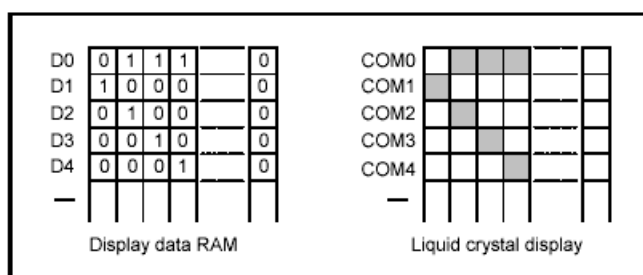 D0 0 1 1 1 0 COM0
D1 1 0 0 0 0 COM1
D2 0 1 0 0 0 COM2
D3 0 0 1 0 0 COM3
D4 0 0 0 1 0 COM4
— —
Display data RAM Liquid crystal display